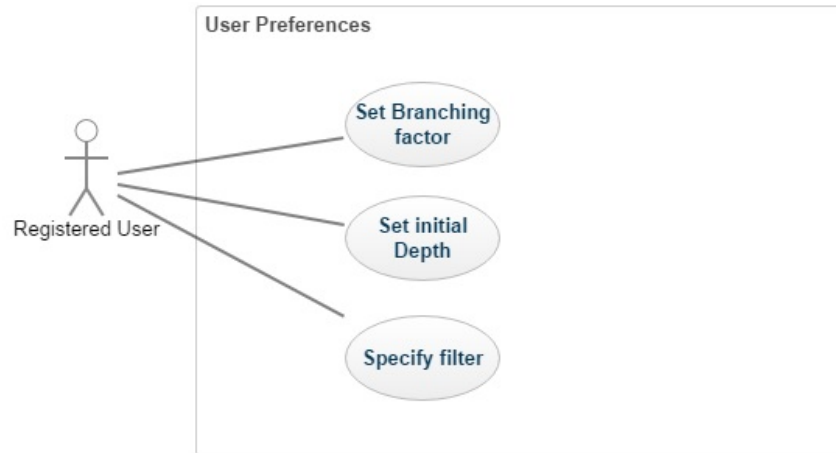 User Preferences
Set Branching
factor
Registered User
Set initial
Depth
Specify filter